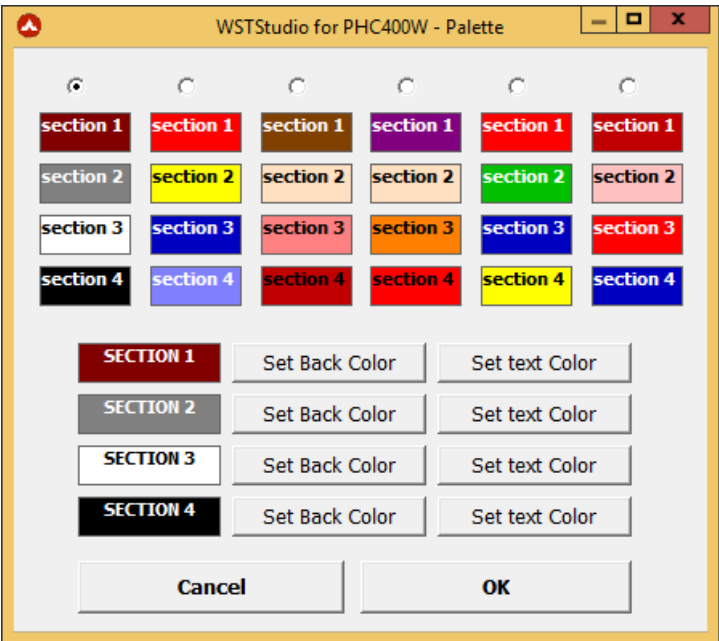 WSTStudio for PHC400W - Palette
section 1 section 1 section 1 section 1 section 1 section 1
section 2 section 2 section 2 section 2 section 2 section 2
section 3 section 3 section 3 section 3 section 3 section 3
section 4 section 4 section 4 section 4 section 4 section 4
SECTION 1 Set Back Color Set text Color
SECTION 2 Set Back Color Set text Color
SECTION 3 Set Back Color Set text Color
SECTION 4 Set Back Color Set text Color
Cancel OK